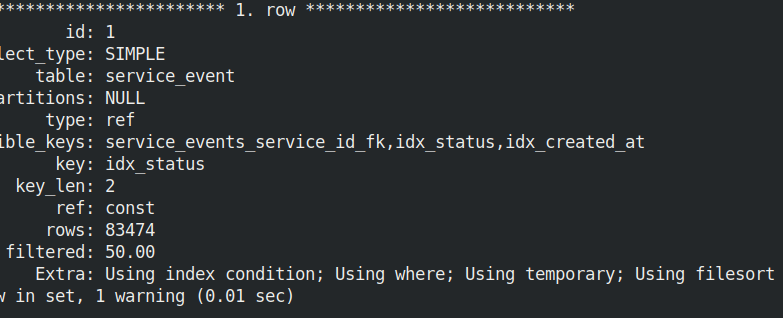 *********************** 1. row ***************************
id: 1
lect_type: SIMPLE
table: service_event
artitions: NULL
type: ref
ible_keys: service_events_service_id_fk,idx_status,idx_created_at
key: idx_status
key_len: 2
ref: const
rows: 83474
filtered: 50.00
Extra: Using index condition; Using where; Using temporary; Using filesort
w in set, 1 warning (0.01 sec)